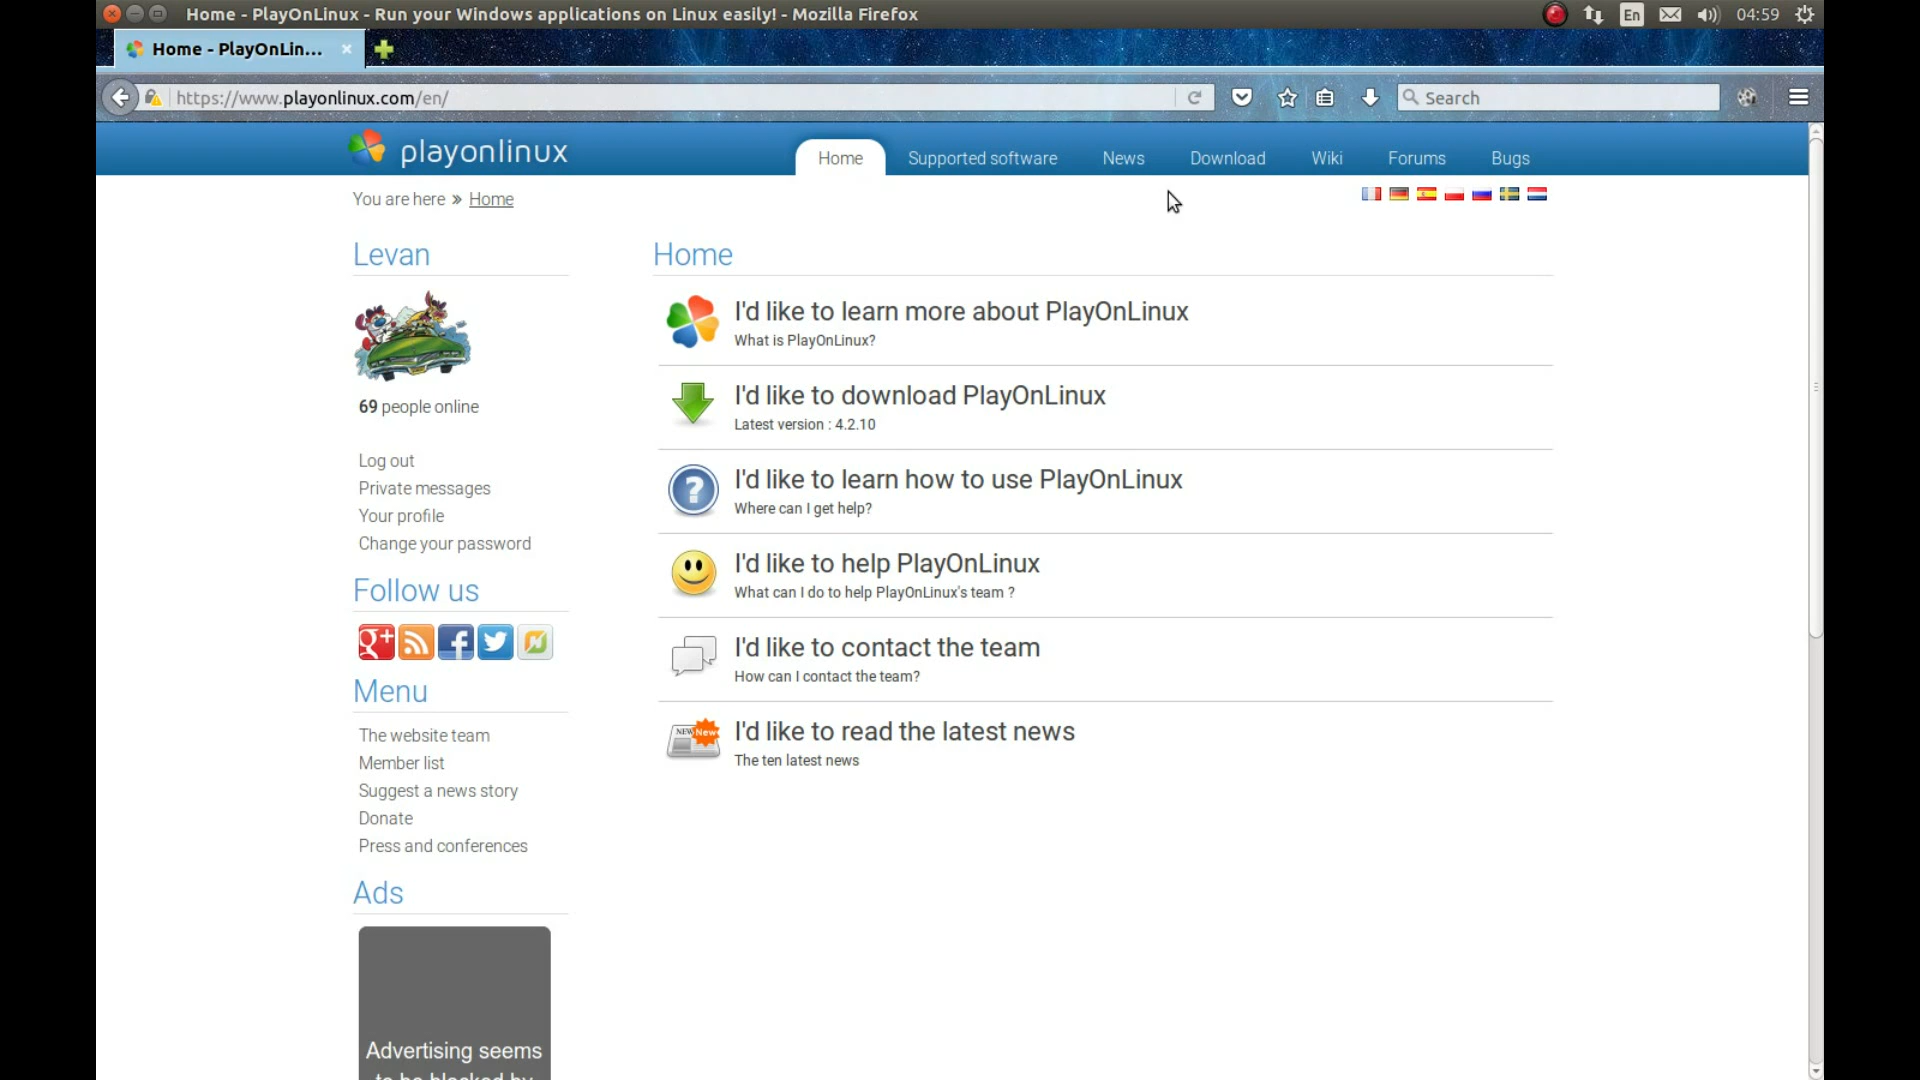 Home - PlayOnLinux - Run your Windows applications on Linux easily! - Mozilla Firefox
En
04:59
Home - PlayOnLin...
https://www.playonlinux.com/en/
Search
playonlinux
Home
Supported software
News
Download
Wiki
Forums
Bugs
You are here » Home
Levan
69 people online
Log out
Private messages
Your profile
Change your password
Follow us
g+
f
Menu
The website team
Member list
Suggest a news story
Donate
Press and conferences
Ads
Advertising seems
to be blocked by
Home
I'd like to learn more about PlayOnLinux
What is PlayOnLinux?
I'd like to download PlayOnLinux
Latest version : 4.2.10
?
I'd like to learn how to use PlayOnLinux
Where can I get help?
I'd like to help PlayOnLinux
What can I do to help PlayOnLinux's team ?
I'd like to contact the team
How can I contact the team?
NEW New
I'd like to read the latest news
The ten latest news